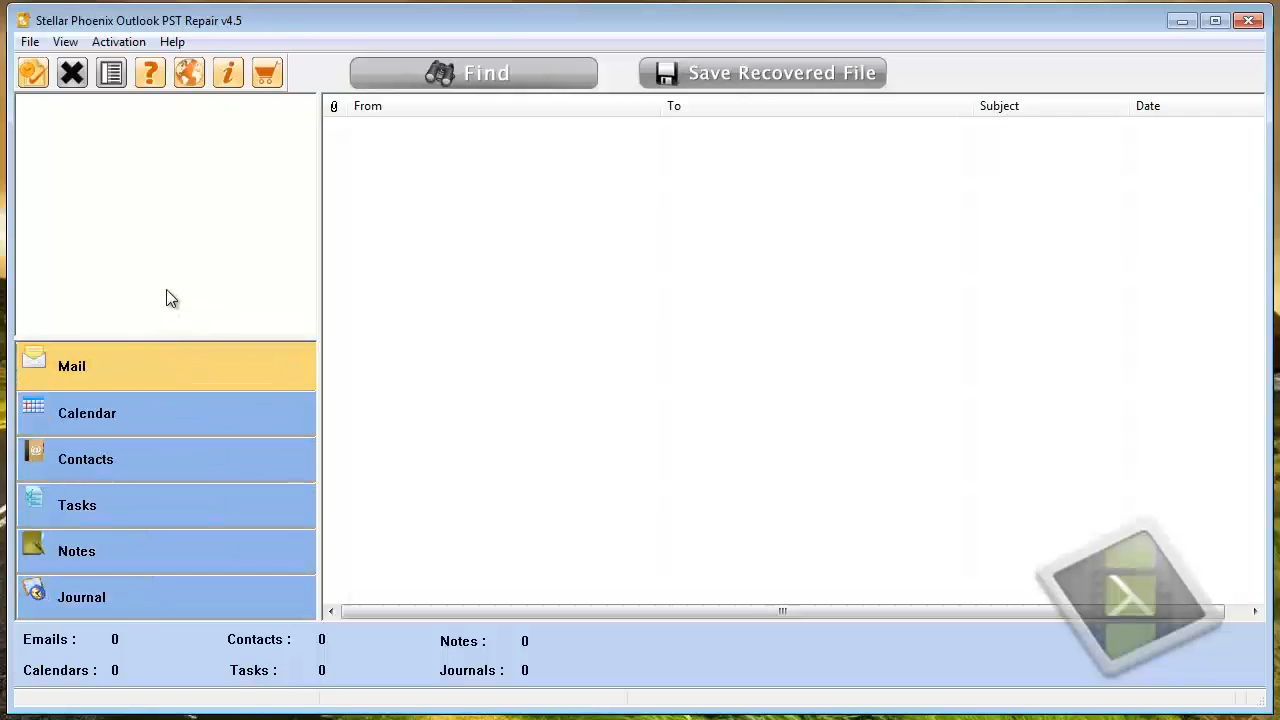 Stellar Phoenix Outlook PST Repair v4.5
File View Activation Help
Find Save Recovered File
From To Subject Date
Mail
Calendar
Contacts
Tasks
Notes
Journal
Emails : 0 Contacts : 0 Notes : 0
Calendars : 0 Tasks : 0 Journals : 0